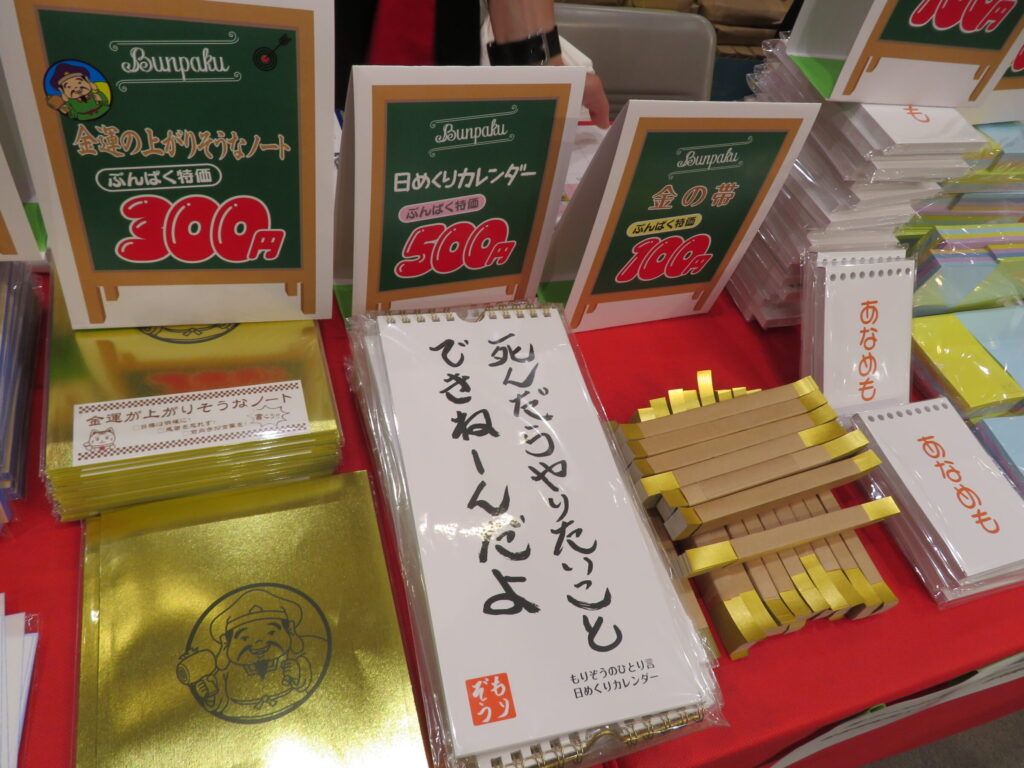 Bunpaku
金運の上がりそうなノート
ぶんぱく特価
300円
Bunpaku
日めくりカレンダー
ぶんぱく特価
500円
Bunpaku
金の帯
ぶんぱく特価
100円
100円
も
金運が上がりそうなノート
死んだらやりたいこと
できねーんだよ
もりぞうのひとり言
日めくりカレンダー
もりぞう
あなめも
あなめも